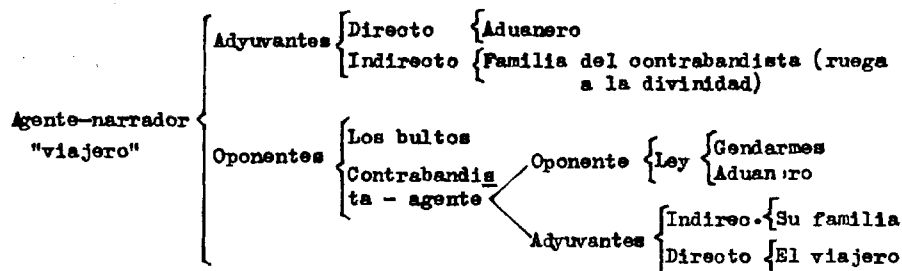 Adyuvantes { Directo { Aduanero
Indirecto { Familia del contrabandista (ruega
a la divinidad)
Agente-narrador
"viajero"
Oponentes { Los bultos
Contrabandis
ta - agente
Oponente { Ley { Gendarmes
Aduanero
Adyuvantes { Indirec. { Su familia
Directo { El viajero